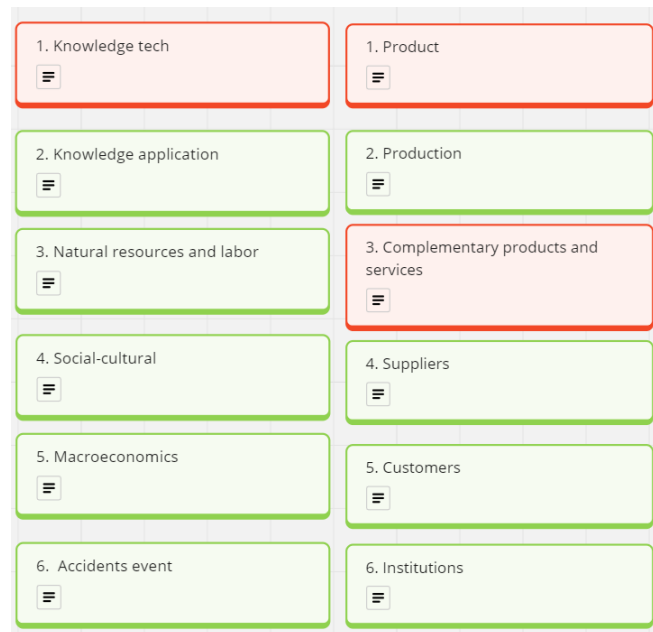 1. Knowledge tech
2. Knowledge application
3. Natural resources and labor
4. Social-cultural
5. Macroeconomics
6. Accidents event
1. Product
2. Production
3. Complementary products and
services
4. Suppliers
5. Customers
6. Institutions